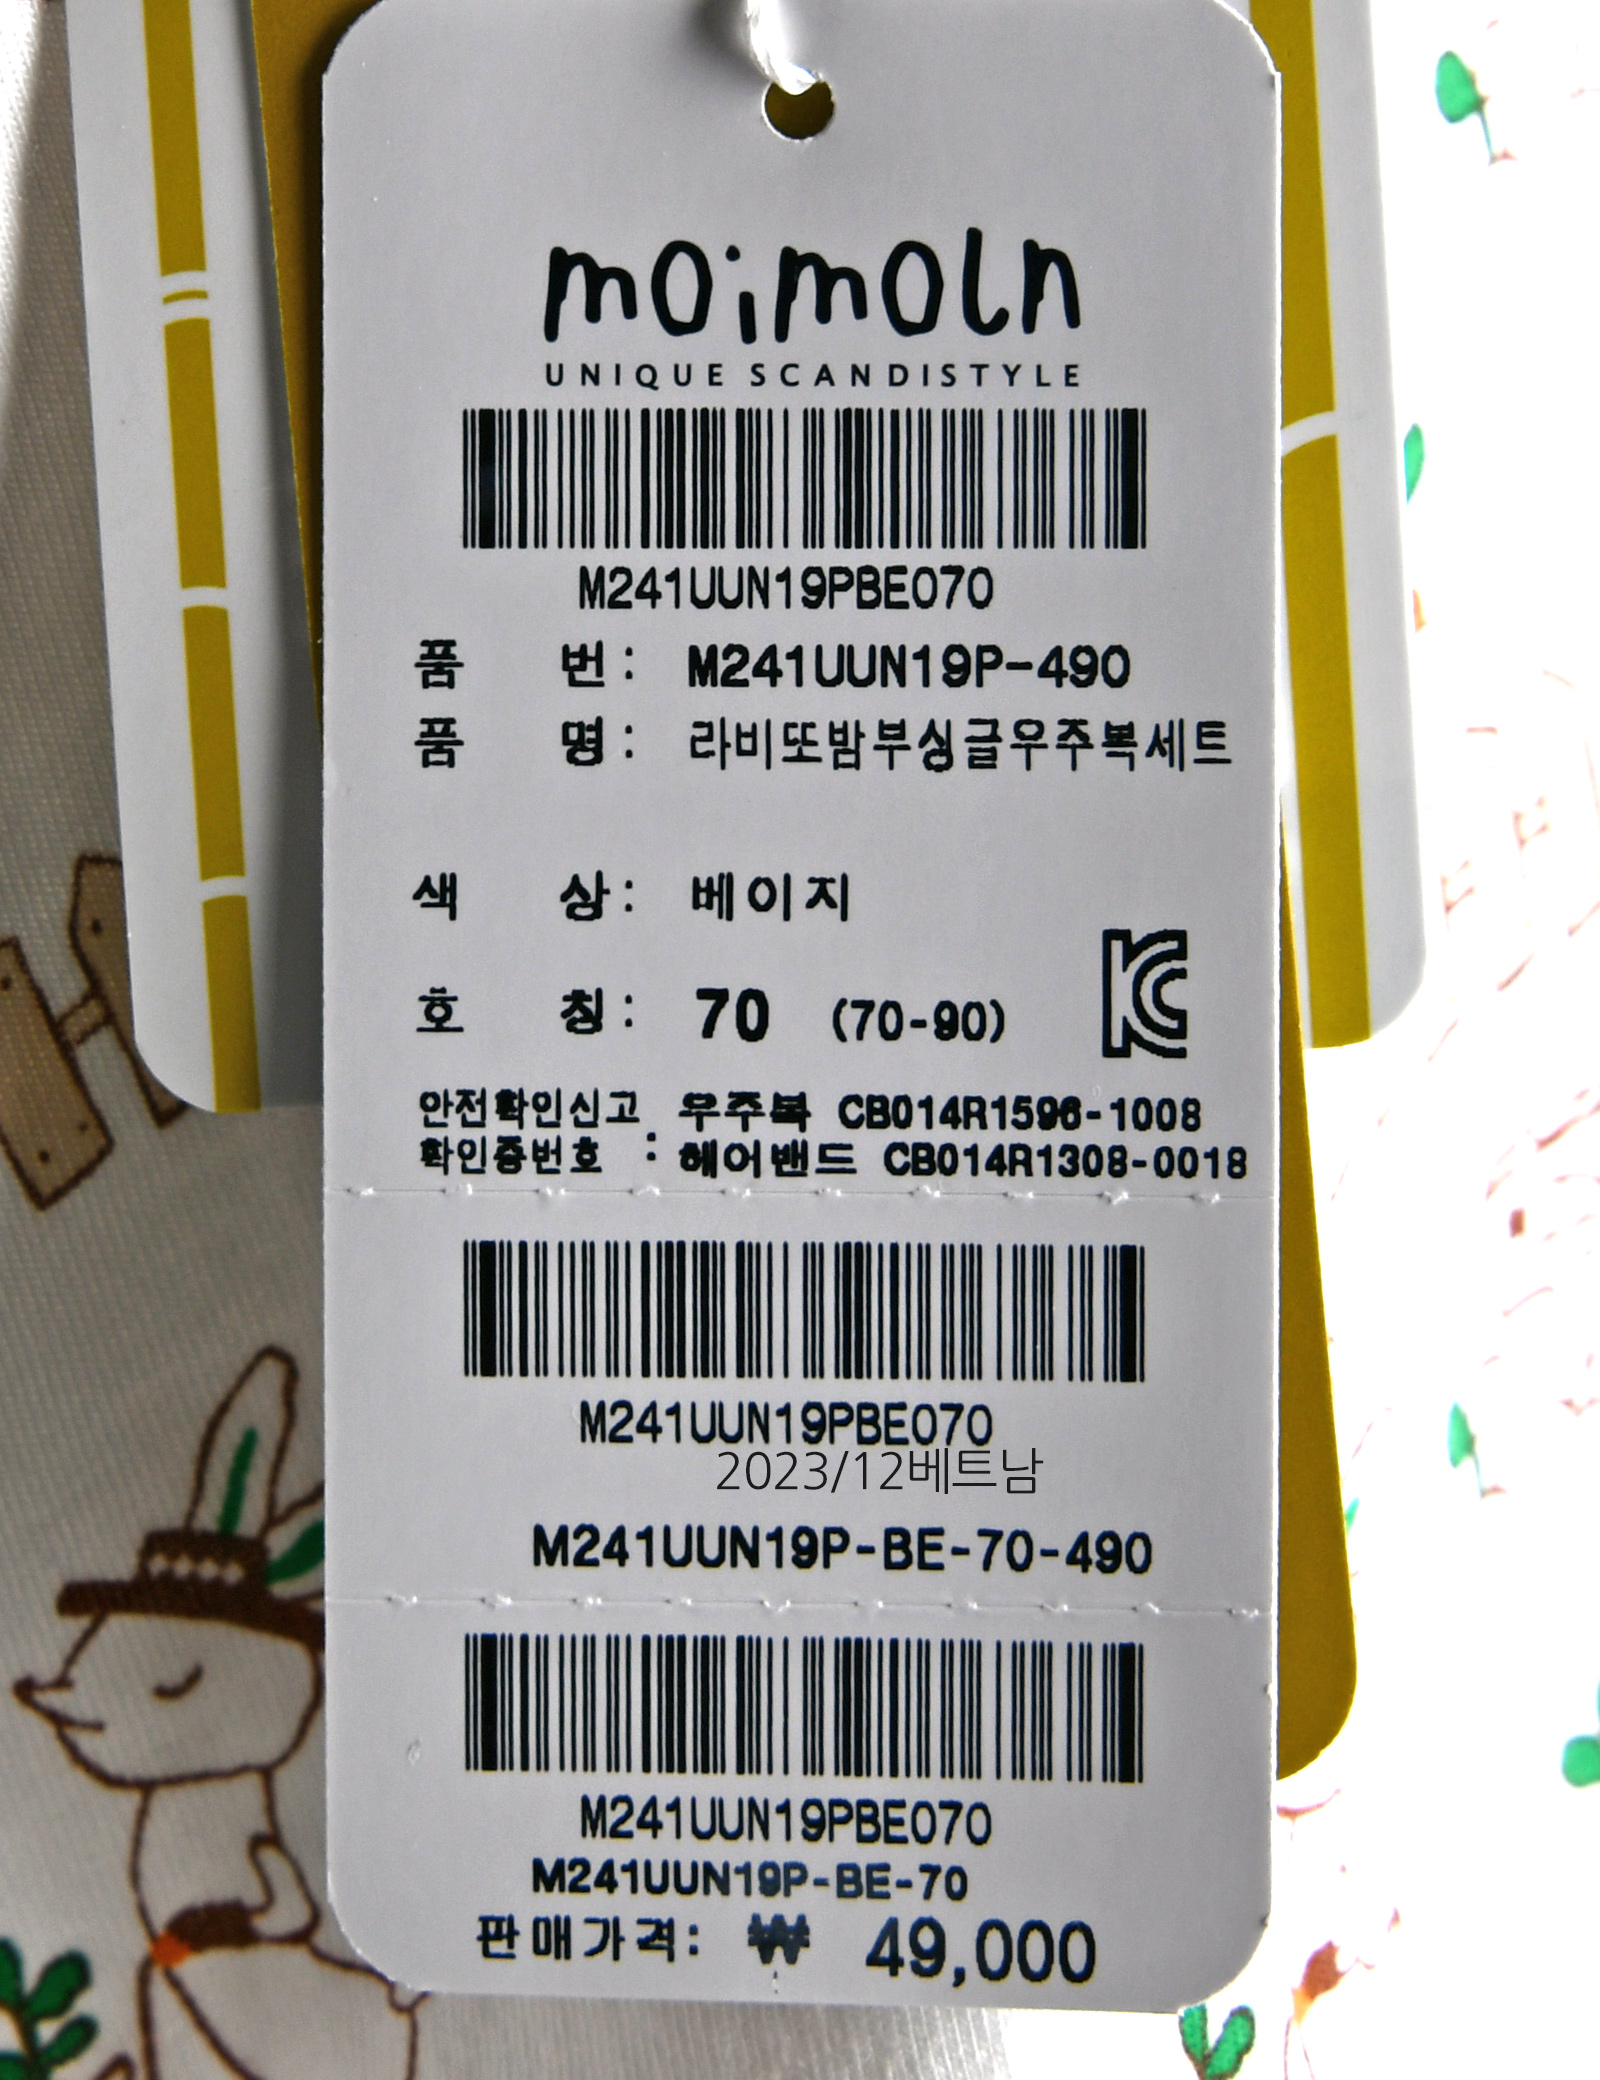 moimoln
UNIQUE SCANDISTYLE
M241UUN19PBE070
품 번 : M241UUN19P-490
품 명 : 라비또밤부싱글우주복세트
색 상 : 베이지
호 칭 : 70 (70-90)
안전확인신고 우주복 CB014R1596-1008
확인증번호 : 헤어밴드 CB014R1308-0018
M241UUN19PBE070
2023/12베트남
M241UUN19P-BE-70-490
M241UUN19PBE070
M241UUN19P-BE-70
판매가격: ₩ 49,000